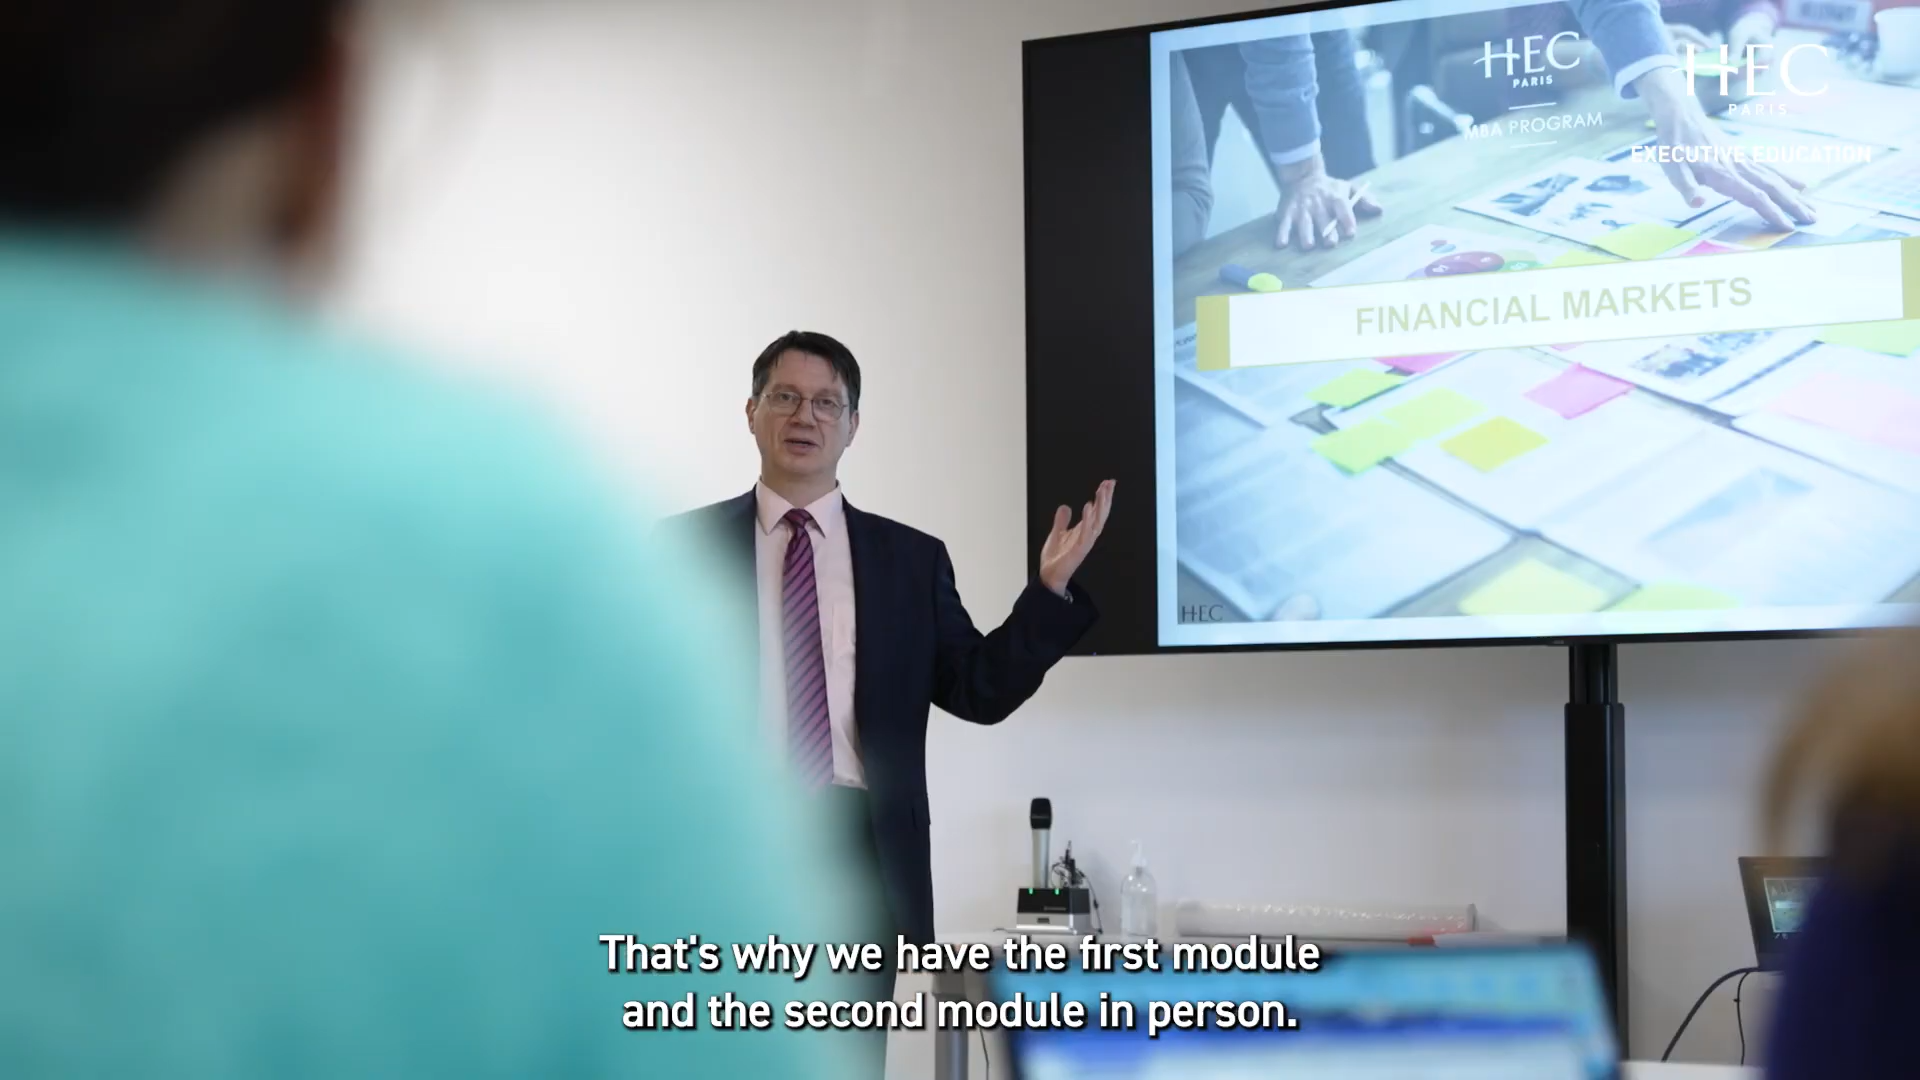 HEC
PARIS
MBA PROGRAM
HEC
PARIS
EXECUTIVE EDUCATION
FINANCIAL MARKETS
HEC
That's why we have the first module
and the second module in person.